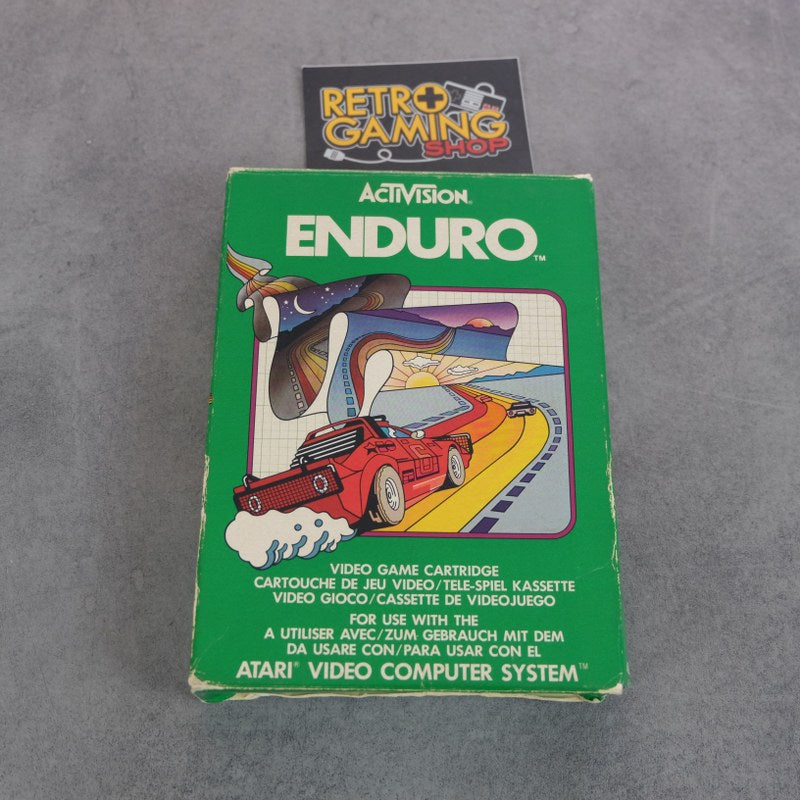 RETRO
GAMING
SHOP
ACTIVISION®
ENDURO™
VIDEO GAME CARTRIDGE
CARTOUCHE DE JEU VIDEO/TELE-SPIEL KASSETTE
VIDEO GIOCO/CASSETTE DE VIDEOJUEGO
FOR USE WITH THE
A UTILISER AVEC/ZUM GEBRAUCH MIT DEM
DA USARE CON/PARA USAR CON EL
ATARI® VIDEO COMPUTER SYSTEM™